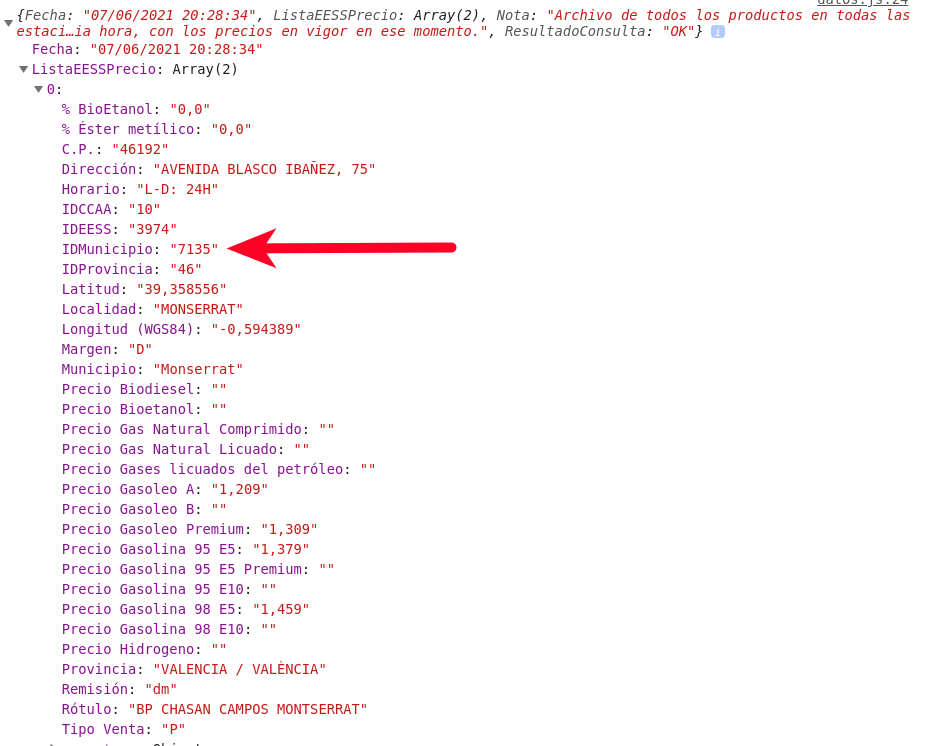 datos.js:24
{Fecha: "07/06/2021 20:28:34", ListaEESSPrecio: Array(2), Nota: "Archivo de todos los productos en todas las
estaci…ia hora, con los precios en vigor en ese momento.", ResultadoConsulta: "OK"} i
Fecha: "07/06/2021 20:28:34"
ListaEESSPrecio: Array(2)
0:
% BioEtanol: "0,0"
% Éster metílico: "0,0"
C.P.: "46192"
Dirección: "AVENIDA BLASCO IBAÑEZ, 75"
Horario: "L-D: 24H"
IDCCAA: "10"
IDEESS: "3974"
IDMunicipio: "7135"
IDProvincia: "46"
Latitud: "39,358556"
Localidad: "MONSERRAT"
Longitud (WGS84): "-0,594389"
Margen: "D"
Municipio: "Monserrat"
Precio Biodiesel: ""
Precio Bioetanol: ""
Precio Gas Natural Comprimido: ""
Precio Gas Natural Licuado: ""
Precio Gases licuados del petróleo: ""
Precio Gasoleo A: "1,209"
Precio Gasoleo B: ""
Precio Gasoleo Premium: "1,309"
Precio Gasolina 95 E5: "1,379"
Precio Gasolina 95 E5 Premium: ""
Precio Gasolina 95 E10: ""
Precio Gasolina 98 E5: "1,459"
Precio Gasolina 98 E10: ""
Precio Hidrogeno: ""
Provincia: "VALENCIA / VALÈNCIA"
Remisión: "dm"
Rótulo: "BP CHASAN CAMPOS MONTSERRAT"
Tipo Venta: "P"